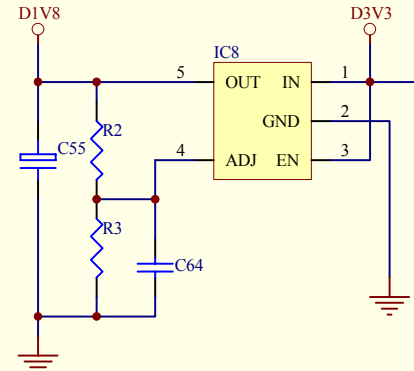 D1V8
D3V3
IC8
5 OUT IN 1
GND 2
4 ADJ EN 3
R2
C55
R3
C64